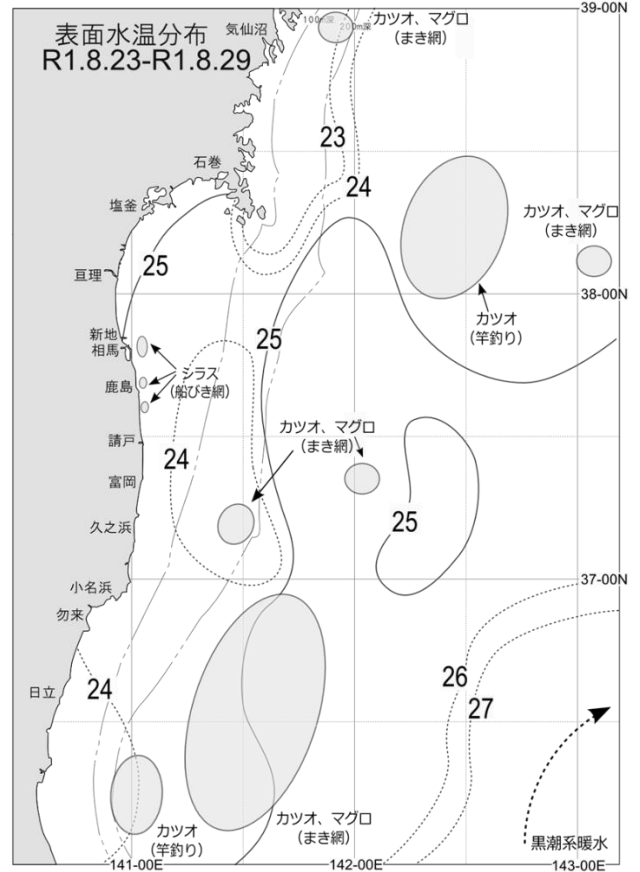 表面水温分布
R1.8.23-R1.8.29
気仙沼
100m深
200m深
カツオ、マグロ
(まき網)
39-00N
23
24
石巻
塩釜
25
亘理
カツオ、マグロ
(まき網)
38-00N
カツオ
(竿釣り)
新地
相馬
25
鹿島
シラス
(船びき網)
カツオ、マグロ
(まき網)
請戸
24
富岡
25
久之浜
37-00N
小名浜
勿来
26
27
日立
24
カツオ
(竿釣り)
カツオ、マグロ
(まき網)
黒潮系暖水
141-00E
142-00E
143-00E